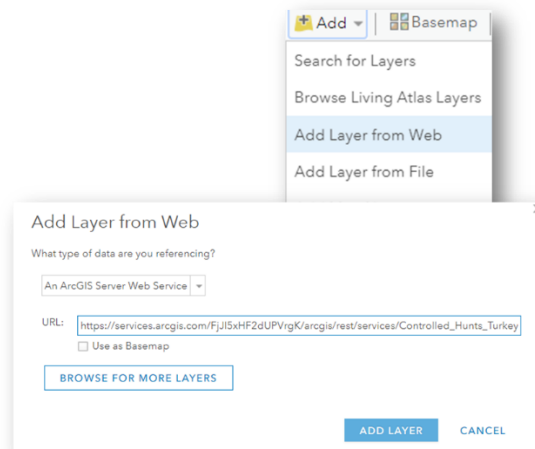 Add
Basemap
Search for Layers
Browse Living Atlas Layers
Add Layer from Web
Add Layer from File
Add Layer from Web
What type of data are you referencing?
An ArcGIS Server Web Service
URL: https://services.arcgis.com/FjJI5xHF2dUPVrgK/arcgis/rest/services/Controlled_Hunts_Turkey
Use as Basemap
BROWSE FOR MORE LAYERS
ADD LAYER CANCEL